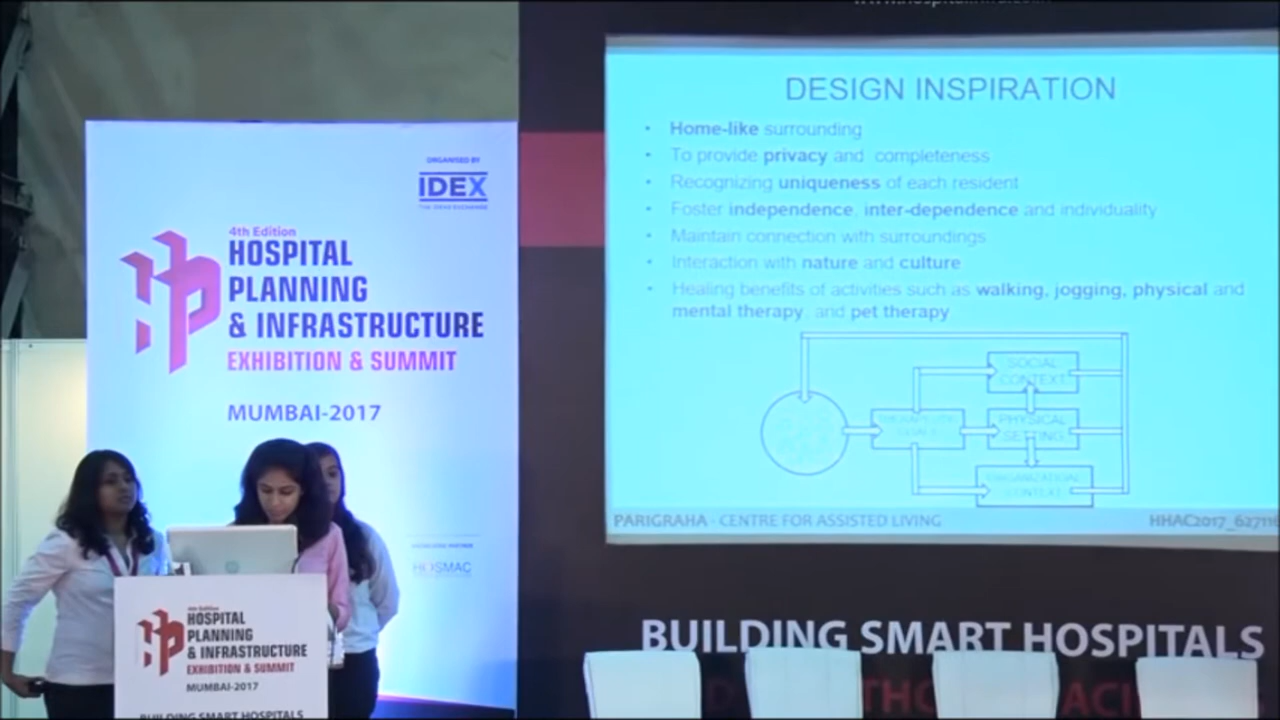 ORGANISED BY
IDEX
THE IDEAS EXCHANGE
4th Edition
HOSPITAL
PLANNING
& INFRASTRUCTURE
EXHIBITION & SUMMIT
MUMBAI-2017
HOSMAC
4th Edition
HOSPITAL
PLANNING
& INFRASTRUCTURE
EXHIBITION & SUMMIT
MUMBAI-2017
BUILDING SMART HOSPITALS
DESIGN INSPIRATION
• Home-like surrounding
• To provide privacy and completeness
• Recognizing uniqueness of each resident
• Foster independence, inter-dependence and individuality
• Maintain connection with surroundings
• Interaction with nature and culture
• Healing benefits of activities such as walking, jogging, physical and
mental therapy, and pet therapy
SOCIAL
CONTEXT
PHYSICAL
SETTING
ORGANIZATIONAL
CONTEXT
PARIGRAHA - CENTRE FOR ASSISTED LIVING
HHAC2017_62711
BUILDING SMART HOSPITALS